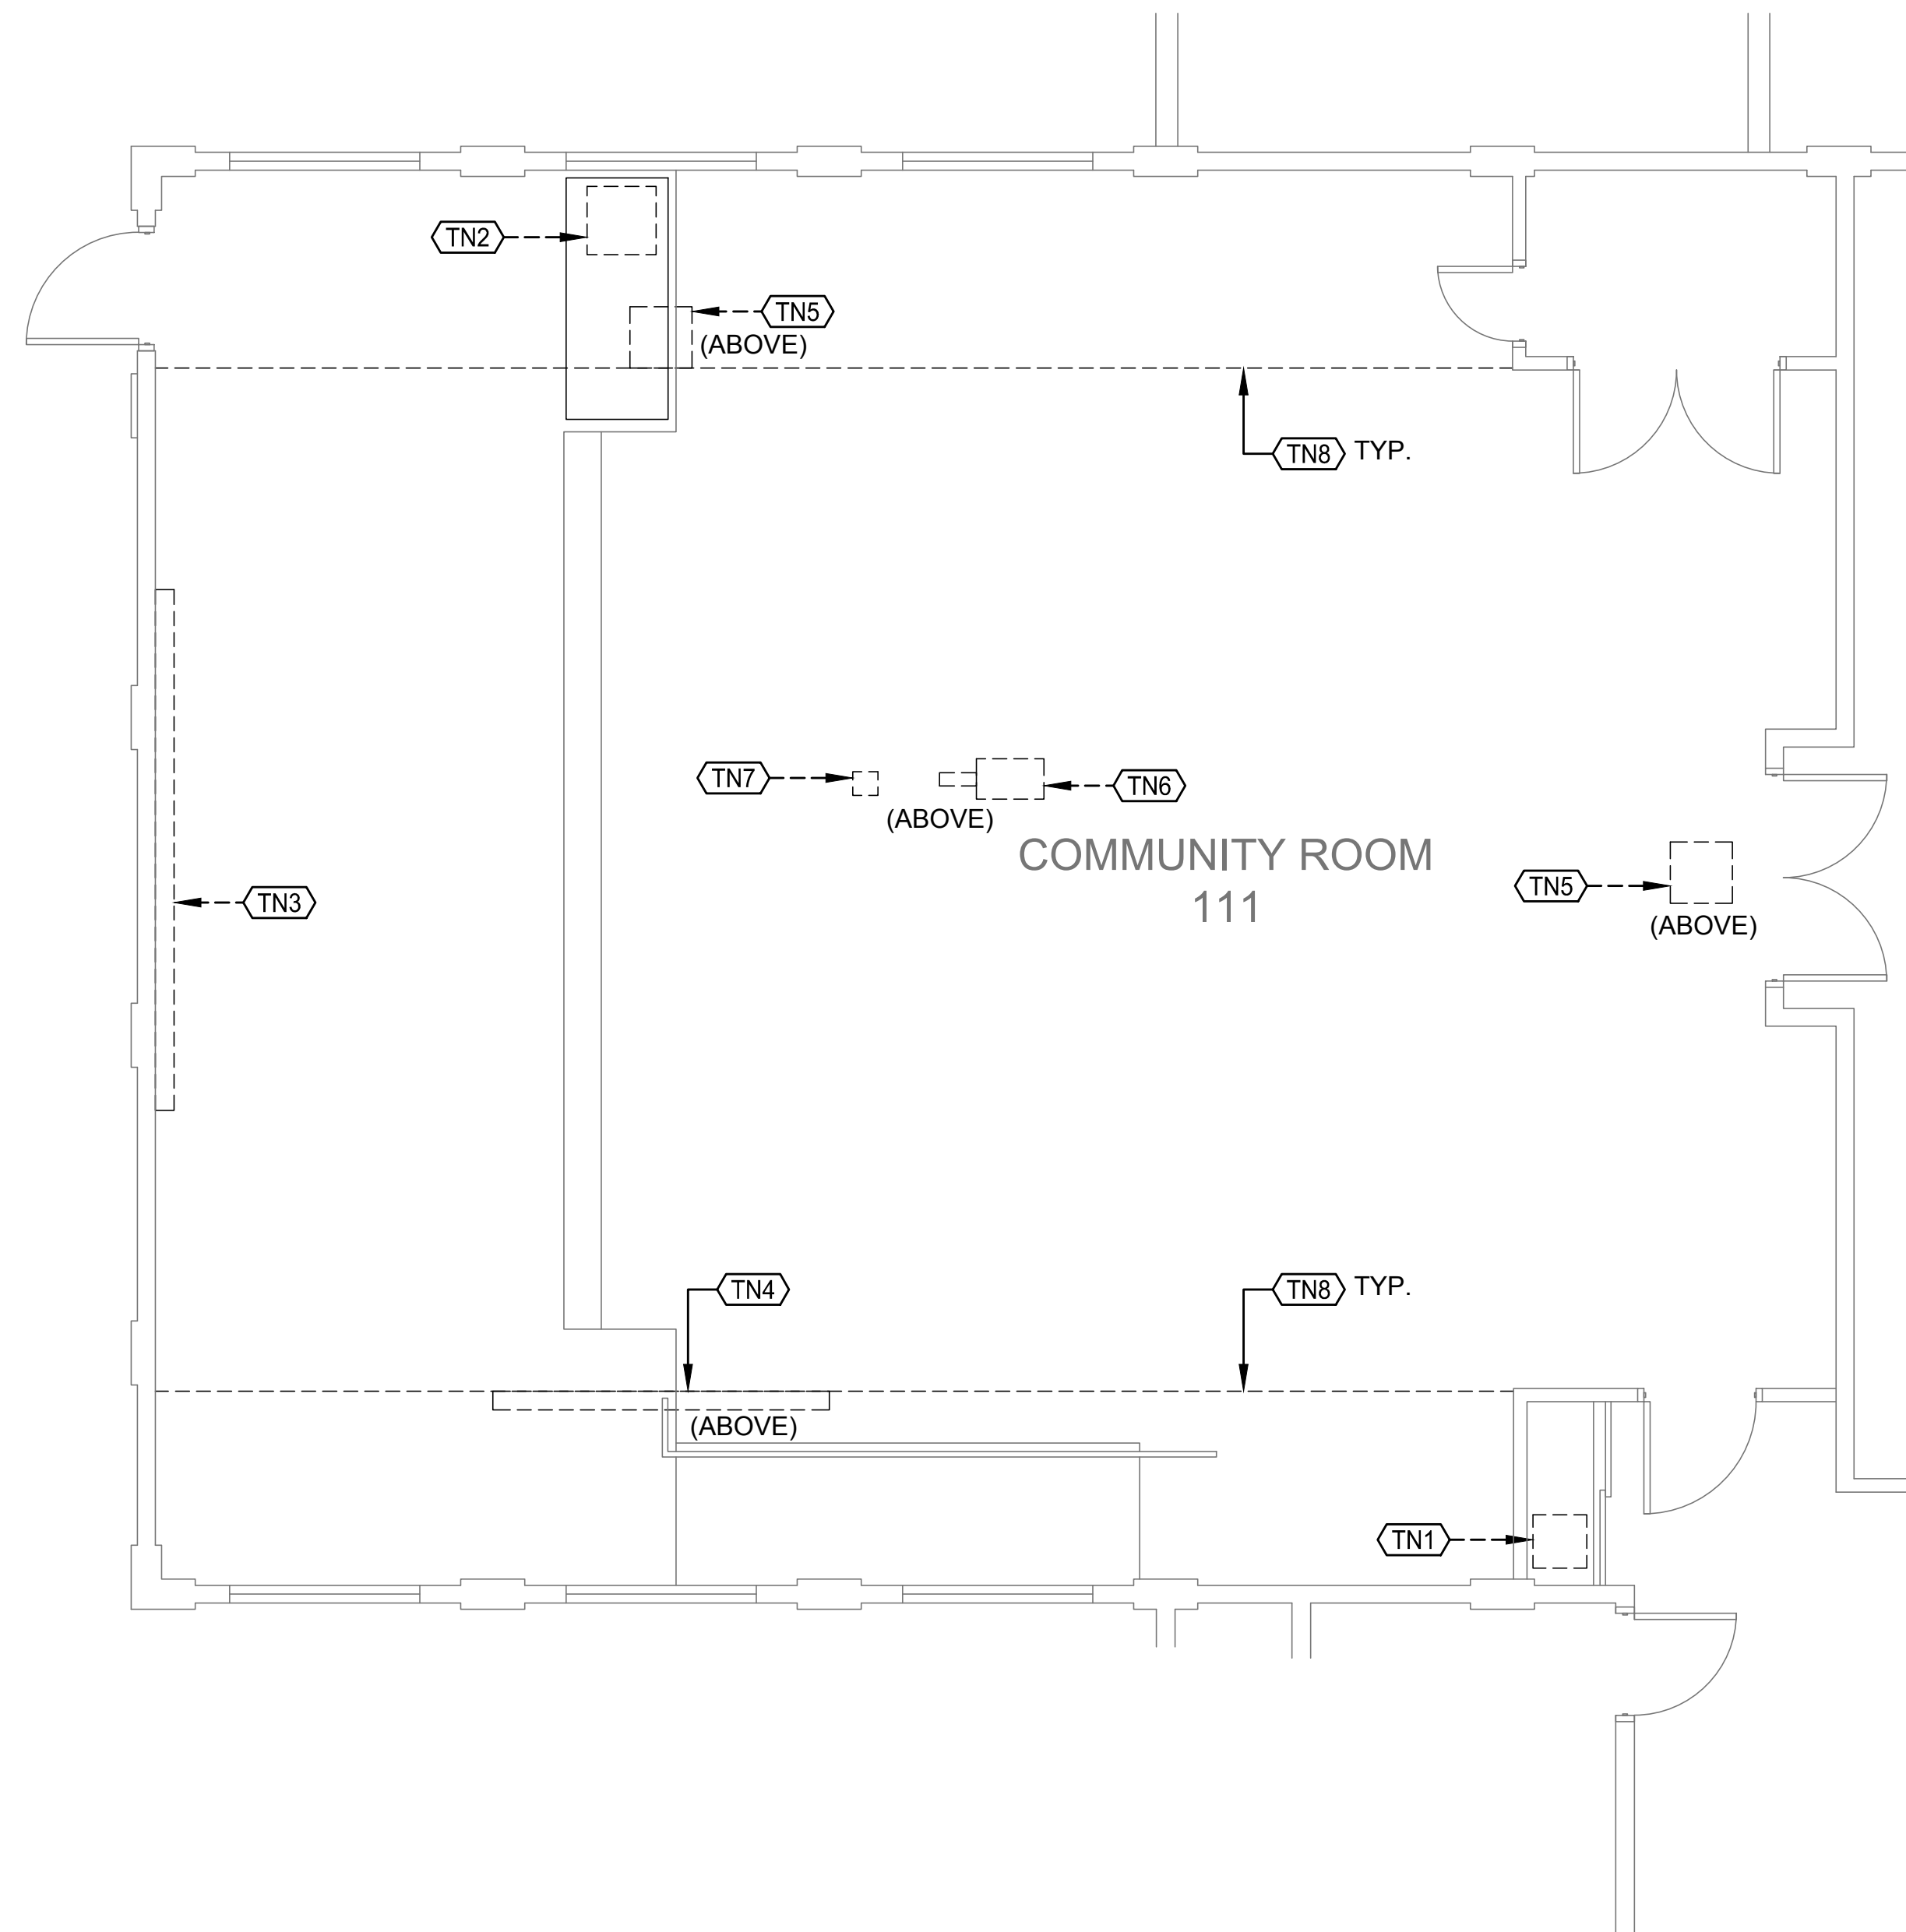 TN2
TN5
(ABOVE)
TN8 TYP.
TN7
TN6
(ABOVE)
COMMUNITY ROOM
111
TN5
(ABOVE)
TN3
TN4
TN8 TYP.
(ABOVE)
TN1